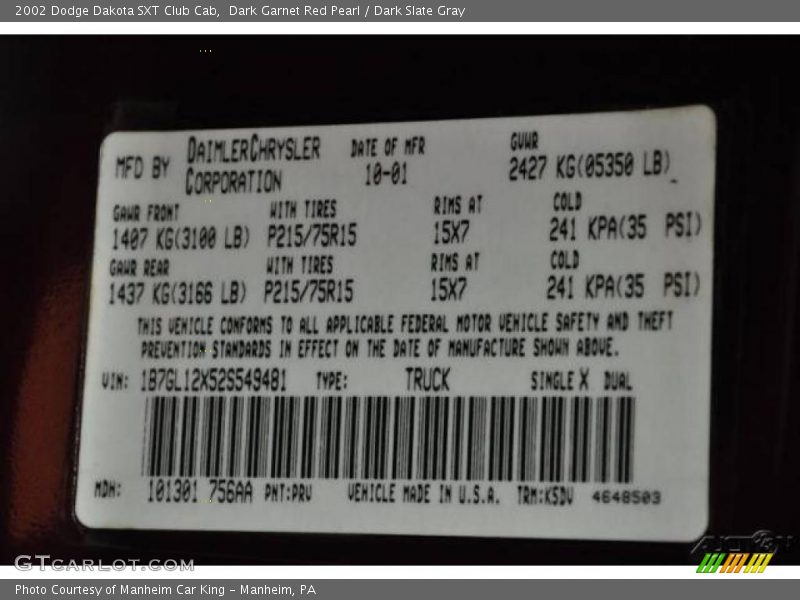 2002 Dodge Dakota SXT Club Cab,  Dark Garnet Red Pearl / Dark Slate Gray
MFD BY DAIMLERCHRYSLER CORPORATION DATE OF MFR 10-01 GVWR 2427 KG(05350 LB)
GAWR FRONT WITH TIRES RIMS AT COLD
1407 KG(3100 LB) P215/75R15 15X7 241 KPA(35 PSI)
GAWR REAR WITH TIRES RIMS AT COLD
1437 KG(3166 LB) P215/75R15 15X7 241 KPA(35 PSI)
THIS VEHICLE CONFORMS TO ALL APPLICABLE FEDERAL MOTOR VEHICLE SAFETY AND THEFT
PREVENTION STANDARDS IN EFFECT ON THE DATE OF MANUFACTURE SHOWN ABOVE.
VIN: 1B7GL12X52S549481 TYPE: TRUCK SINGLE X DUAL
MDH: 101301 756AA PNT:PRV VEHICLE MADE IN U.S.A. TRM:K5DV 4648503
GTCARLOT.COM
Photo Courtesy of Manheim Car King - Manheim, PA